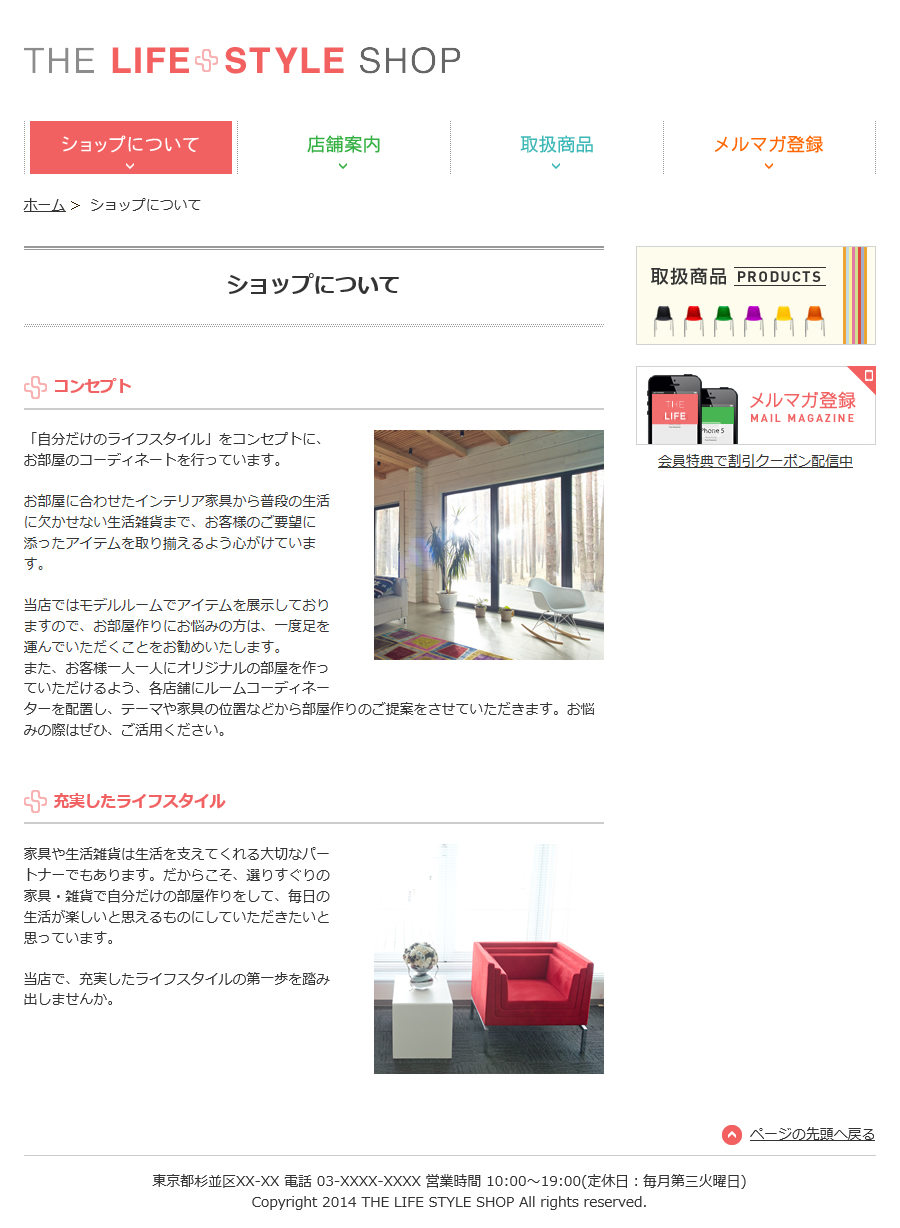 THE LIFE STYLE SHOP
ショップについて
店舗案内
取扱商品
メルマガ登録
ホーム > ショップについて
ショップについて
取扱商品 PRODUCTS
THE
LIFE
iPhone 5
メルマガ登録
MAIL MAGAZINE
会員特典で割引クーポン配信中
コンセプト
「自分だけのライフスタイル」をコンセプトに、
お部屋のコーディネートを行っています。
お部屋に合わせたインテリア家具から普段の生活
に欠かせない生活雑貨まで、お客様のご要望に
添ったアイテムを取り揃えるよう心がけていま
す。
当店ではモデルルームでアイテムを展示しており
ますので、お部屋作りにお悩みの方は、一度足を
運んでいただくことをお勧めいたします。
また、お客様一人一人にオリジナルの部屋を作っ
ていただけるよう、各店舗にルームコーディネー
ターを配置し、テーマや家具の位置などから部屋作りのご提案をさせていただきます。お悩
みの際はぜひ、ご活用ください。
充実したライフスタイル
家具や生活雑貨は生活を支えてくれる大切なパー
トナーでもあります。だからこそ、選りすぐりの
家具・雑貨で自分だけの部屋作りをして、毎日の
生活が楽しいと思えるものにしていただきたいと
思っています。
当店で、充実したライフスタイルの第一歩を踏み
出しませんか。
ページの先頭へ戻る
東京都杉並区XX-XX 電話 03-XXXX-XXXX 営業時間 10:00～19:00(定休日：毎月第三火曜日)
Copyright 2014 THE LIFE STYLE SHOP All rights reserved.